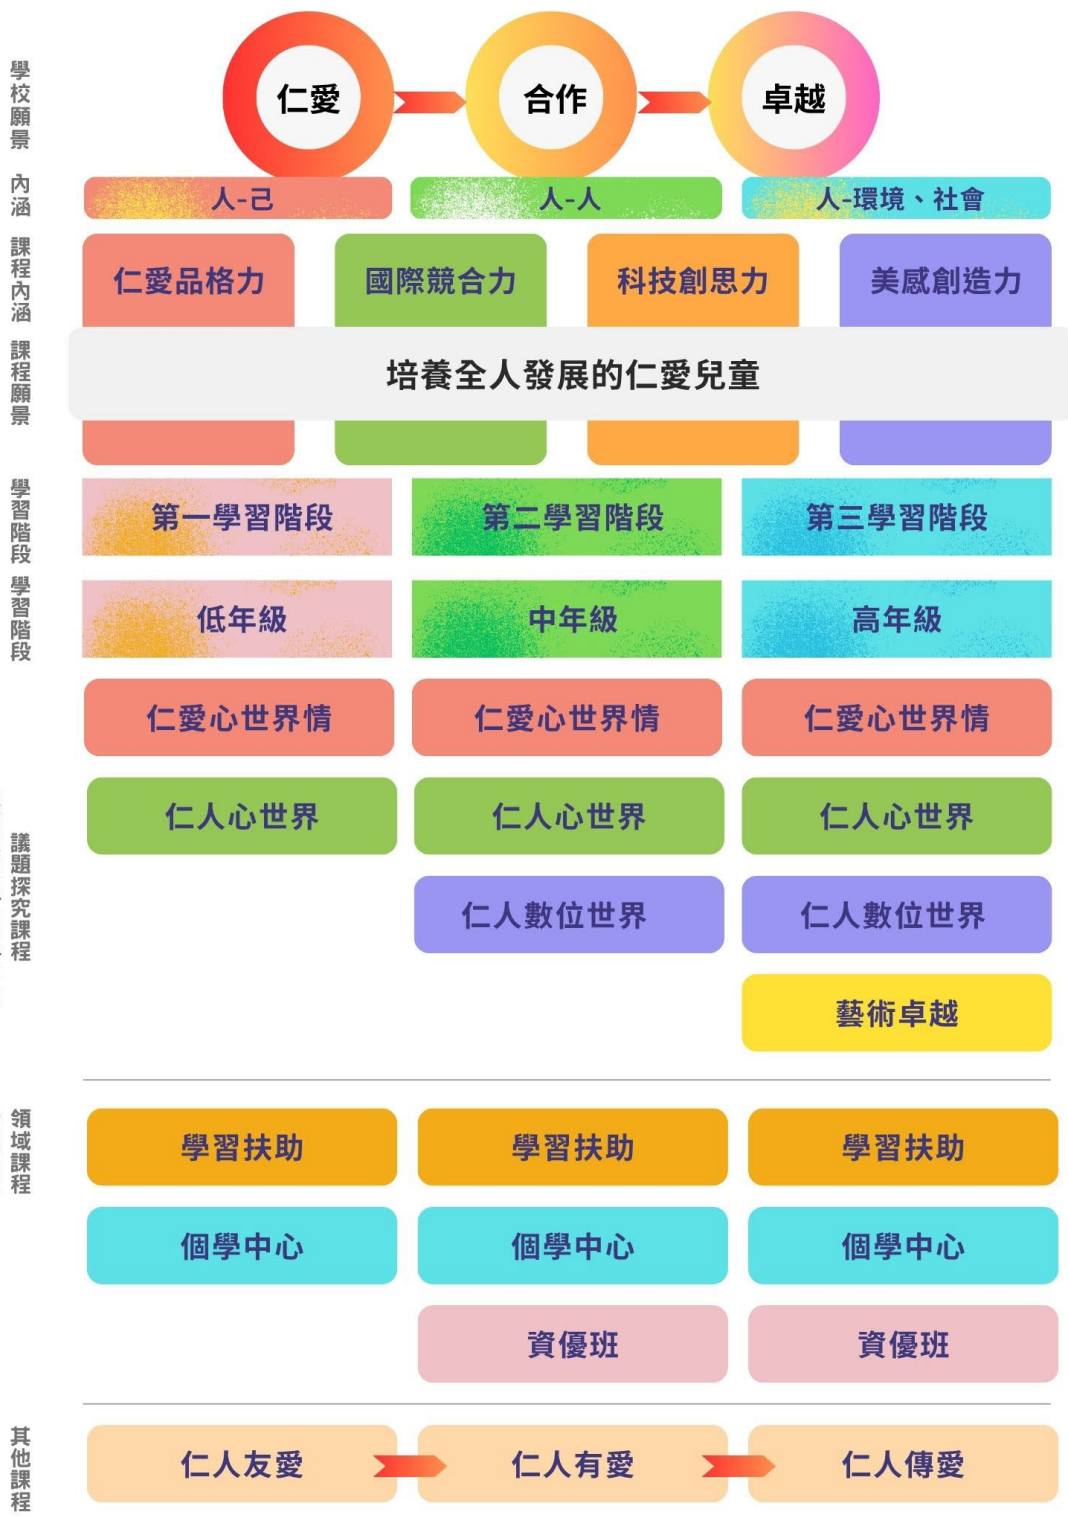 學校願景
仁愛
合作
卓越
內涵
人-己
人-人
人-環境、社會
課程內涵
仁愛品格力
國際競合力
科技創思力
美感創造力
課程願景
培養全人發展的仁愛兒童
學習階段
第一學習階段
第二學習階段
第三學習階段
學習階段
低年級
中年級
高年級
議題探究課程
仁愛心世界情
仁愛心世界情
仁愛心世界情
仁人心世界
仁人心世界
仁人心世界
仁人數位世界
仁人數位世界
藝術卓越
領域課程
學習扶助
學習扶助
學習扶助
個學中心
個學中心
個學中心
資優班
資優班
其他課程
仁人友愛
仁人有愛
仁人傳愛